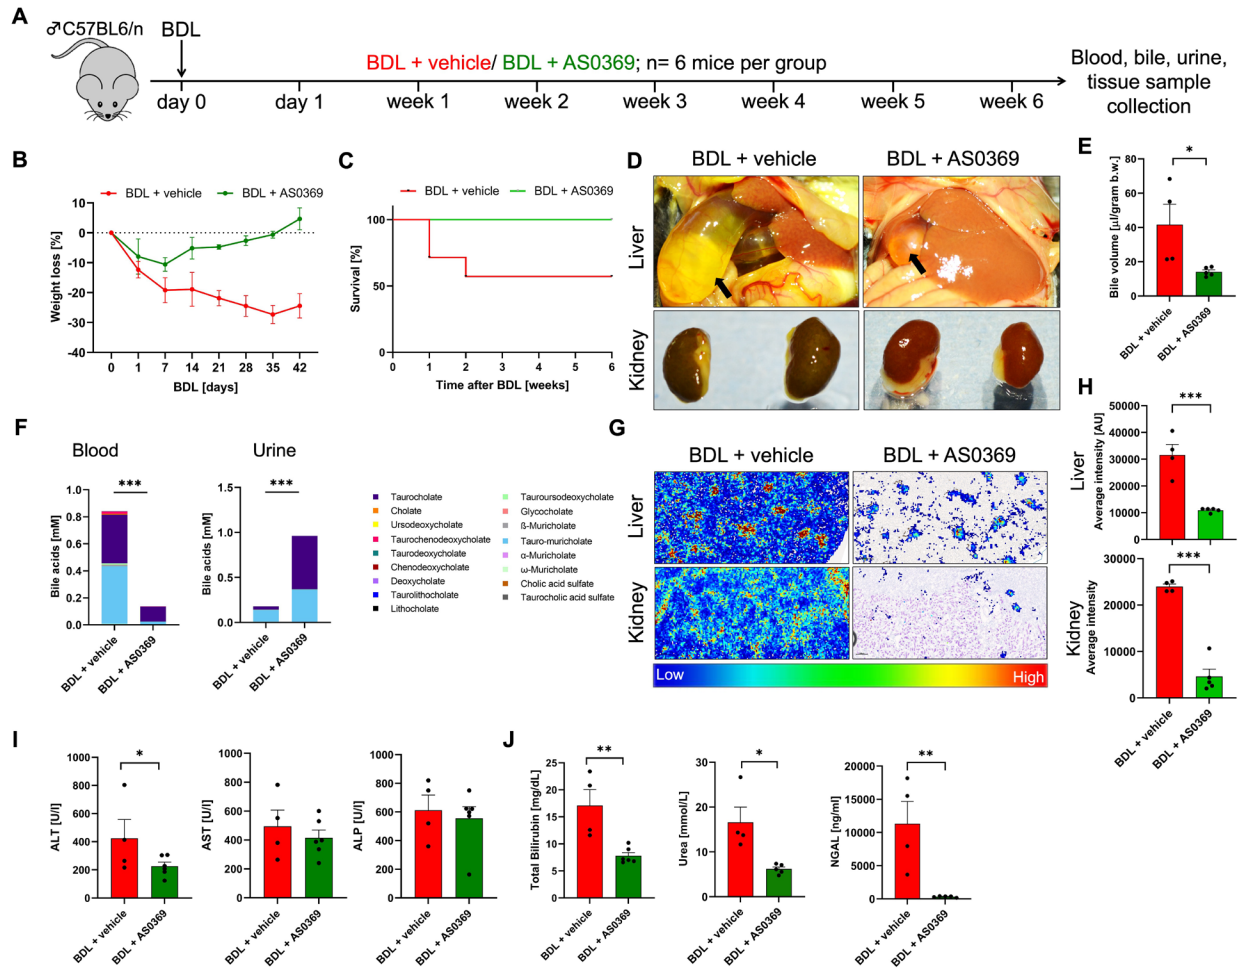 A
♂C57BL6/n
BDL
BDL + vehicle/ BDL + AS0369; n= 6 mice per group
day 0
day 1
week 1
week 2
week 3
week 4
week 5
week 6
Blood, bile, urine,
tissue sample
collection
B
BDL + vehicle
BDL + AS0369
Weight loss [%]
10
0
-10
-20
-30
-40
0
1
7
14
21
28
35
42
BDL [days]
C
BDL + vehicle
BDL + AS0369
Survival [%]
100
50
0
0
1
2
3
4
5
6
Time after BDL [weeks]
D
BDL + vehicle
BDL + AS0369
Liver
Kidney
E
Bile volume [µl/gram b.w.]
80
60
40
20
0
*
BDL + vehicle
BDL + AS0369
F
Blood
Bile acids [mM]
1.0
0.8
0.6
0.4
0.2
0.0
***
BDL + vehicle
BDL + AS0369
Urine
Bile acids [mM]
1.5
1.0
0.5
0.0
***
BDL + vehicle
BDL + AS0369
Taurocholate
Cholate
Ursodeoxycholate
Taurochenodeoxycholate
Taurodeoxycholate
Chenodeoxycholate
Deoxycholate
Taurolithocholate
Lithocholate
Tauroursodeoxycholate
Glycocholate
ß-Muricholate
Tauro-muricholate
α-Muricholate
ω-Muricholate
Cholic acid sulfate
Taurocholic acid sulfate
G
BDL + vehicle
BDL + AS0369
Liver
Kidney
Low
High
H
Liver
Average intensity [AU]
50000
40000
30000
20000
10000
0
***
Kidney
Average intensity
30000
20000
10000
0
***
BDL + vehicle
BDL + AS0369
I
ALT [U/l]
1000
800
600
400
200
0
*
BDL + vehicle
BDL + AS0369
AST [U/l]
1000
800
600
400
200
0
BDL + vehicle
BDL + AS0369
ALP [U/l]
1000
800
600
400
200
0
BDL + vehicle
BDL + AS0369
J
Total Bilirubin [mg/dL]
25
20
15
10
5
0
**
BDL + vehicle
BDL + AS0369
Urea [mmol/L]
30
20
10
0
*
BDL + vehicle
BDL + AS0369
NGAL [ng/ml]
20000
15000
10000
5000
0
**
BDL + vehicle
BDL + AS0369